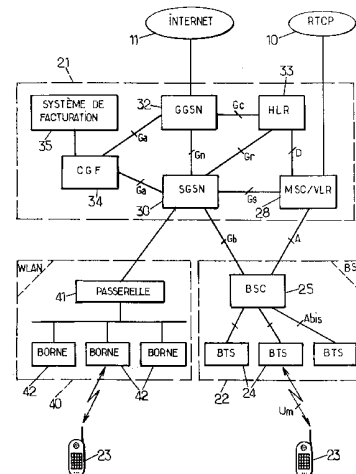 INTERNET
RTCP
11
10
21
33
SYSTÈME DE
FACTURATION
35
32
GGSN
Gc
HLR
Ga
Gn
Gr
D
CGF
34
Ga
SGSN
30
Gs
MSC/VLR
28
Gb
A
WLAN
BS
PASSERELLE
41
BSC
25
Abis
BORNE
BORNE
BORNE
BTS
BTS
BTS
42
40
42
22
24
Um
23
23